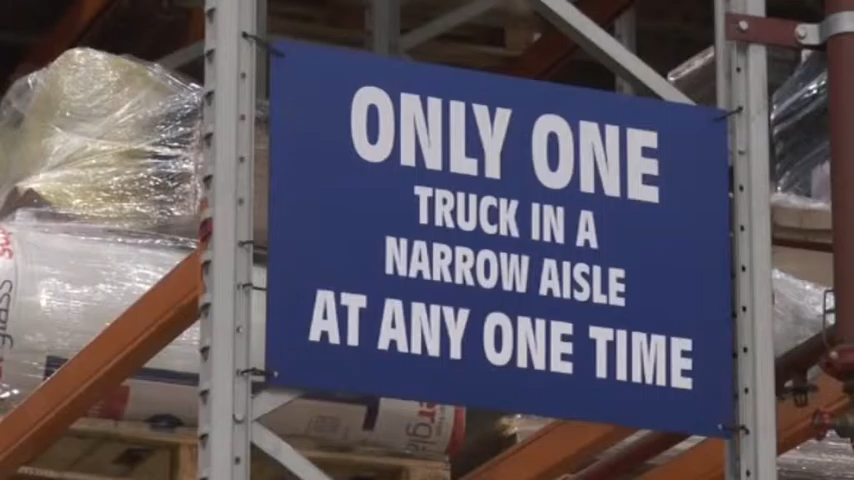 ONLY ONE
TRUCK IN A
NARROW AISLE
AT ANY ONE TIME